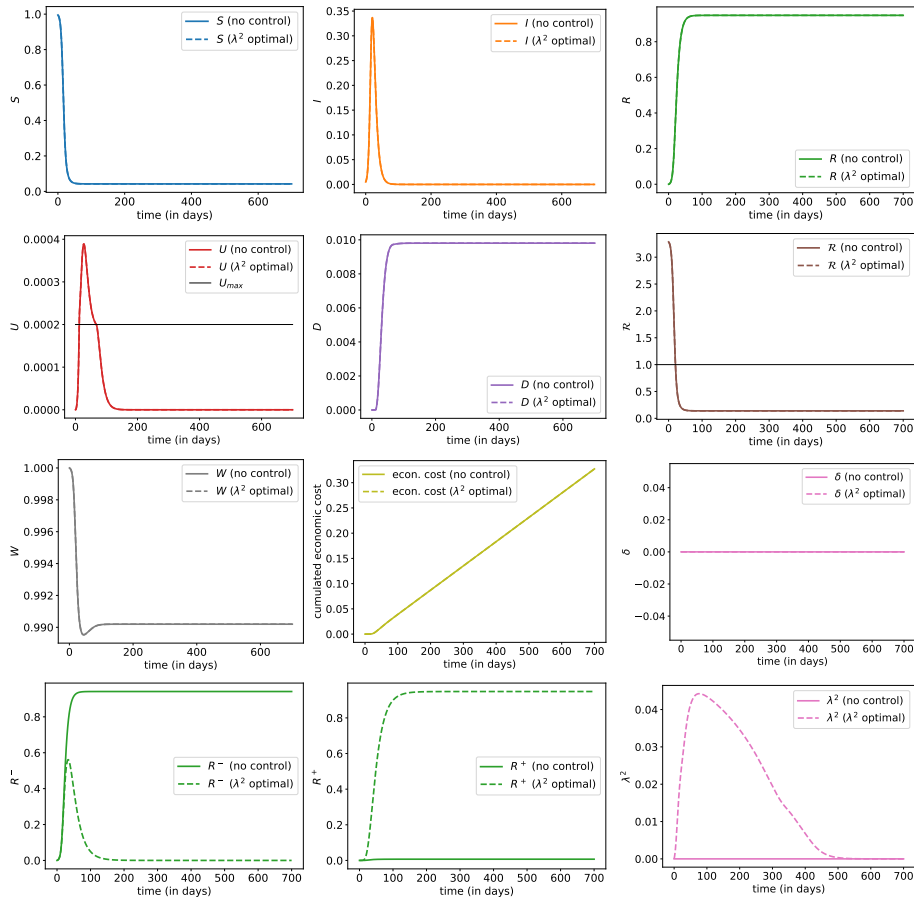 S (no control)
S (λ² optimal)
1.0
0.8
0.6
0.4
0.2
0.0
S
0
200
400
600
time (in days)
I (no control)
I (λ² optimal)
0.35
0.30
0.25
0.20
0.15
0.10
0.05
0.00
I
0
200
400
600
time (in days)
R (no control)
R (λ² optimal)
0.8
0.6
0.4
0.2
0.0
R
0 100 200 300 400 500 600 700
time (in days)
U (no control)
U (λ² optimal)
Umax
0.0004
0.0003
0.0002
0.0001
0.0000
U
0
200
400
600
time (in days)
D (no control)
D (λ² optimal)
0.010
0.008
0.006
0.004
0.002
0.000
D
0
200
400
600
time (in days)
ℛ (no control)
ℛ (λ² optimal)
3.0
2.5
2.0
1.5
1.0
0.5
0.0
ℛ
0 100 200 300 400 500 600 700
time (in days)
W (no control)
W (λ² optimal)
1.000
0.998
0.996
0.994
0.992
0.990
W
0
200
400
600
time (in days)
econ. cost (no control)
econ. cost (λ² optimal)
0.30
0.25
0.20
0.15
0.10
0.05
0.00
cumulated economic cost
0 100 200 300 400 500 600 700
time (in days)
δ (no control)
δ (λ² optimal)
0.04
0.02
0.00
−0.02
−0.04
δ
0 100 200 300 400 500 600 700
time (in days)
R⁻ (no control)
R⁻ (λ² optimal)
0.8
0.6
0.4
0.2
0.0
R⁻
0 100 200 300 400 500 600 700
time (in days)
R⁺ (no control)
R⁺ (λ² optimal)
0.8
0.6
0.4
0.2
0.0
R⁺
0 100 200 300 400 500 600 700
time (in days)
λ² (no control)
λ² (λ² optimal)
0.04
0.03
0.02
0.01
0.00
λ²
0 100 200 300 400 500 600 700
time (in days)